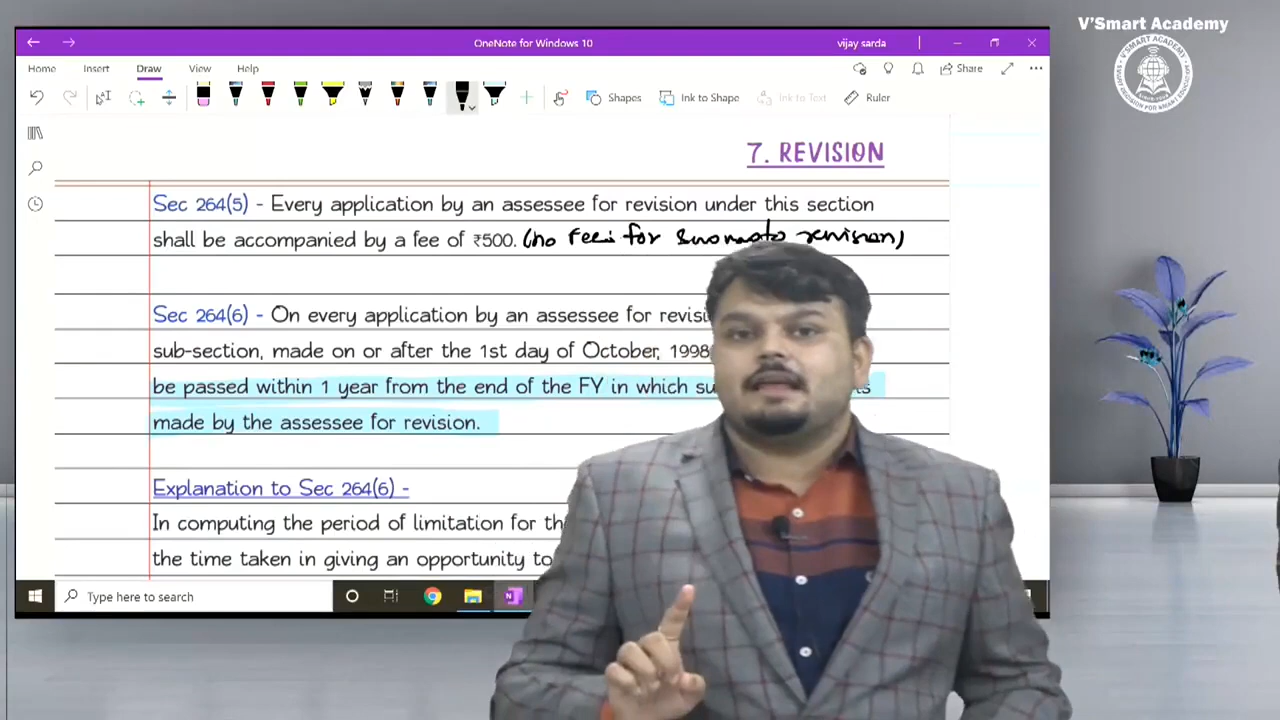 V'Smart Academy
OneNote for Windows 10
vijay sarda
Home Insert Draw View Help
Share
Shapes Ink to Shape Ink to Text Ruler
7. REVISION
Sec 264(5) - Every application by an assessee for revision under this section
shall be accompanied by a fee of ₹500. (no Fees for Suomoto revision)
Sec 264(6) - On every application by an assessee for revisi
sub-section, made on or after the 1st day of October, 1998
be passed within 1 year from the end of the FY in which su
made by the assessee for revision.
Explanation to Sec 264(6) -
In computing the period of limitation for th
the time taken in giving an opportunity to
Type here to search